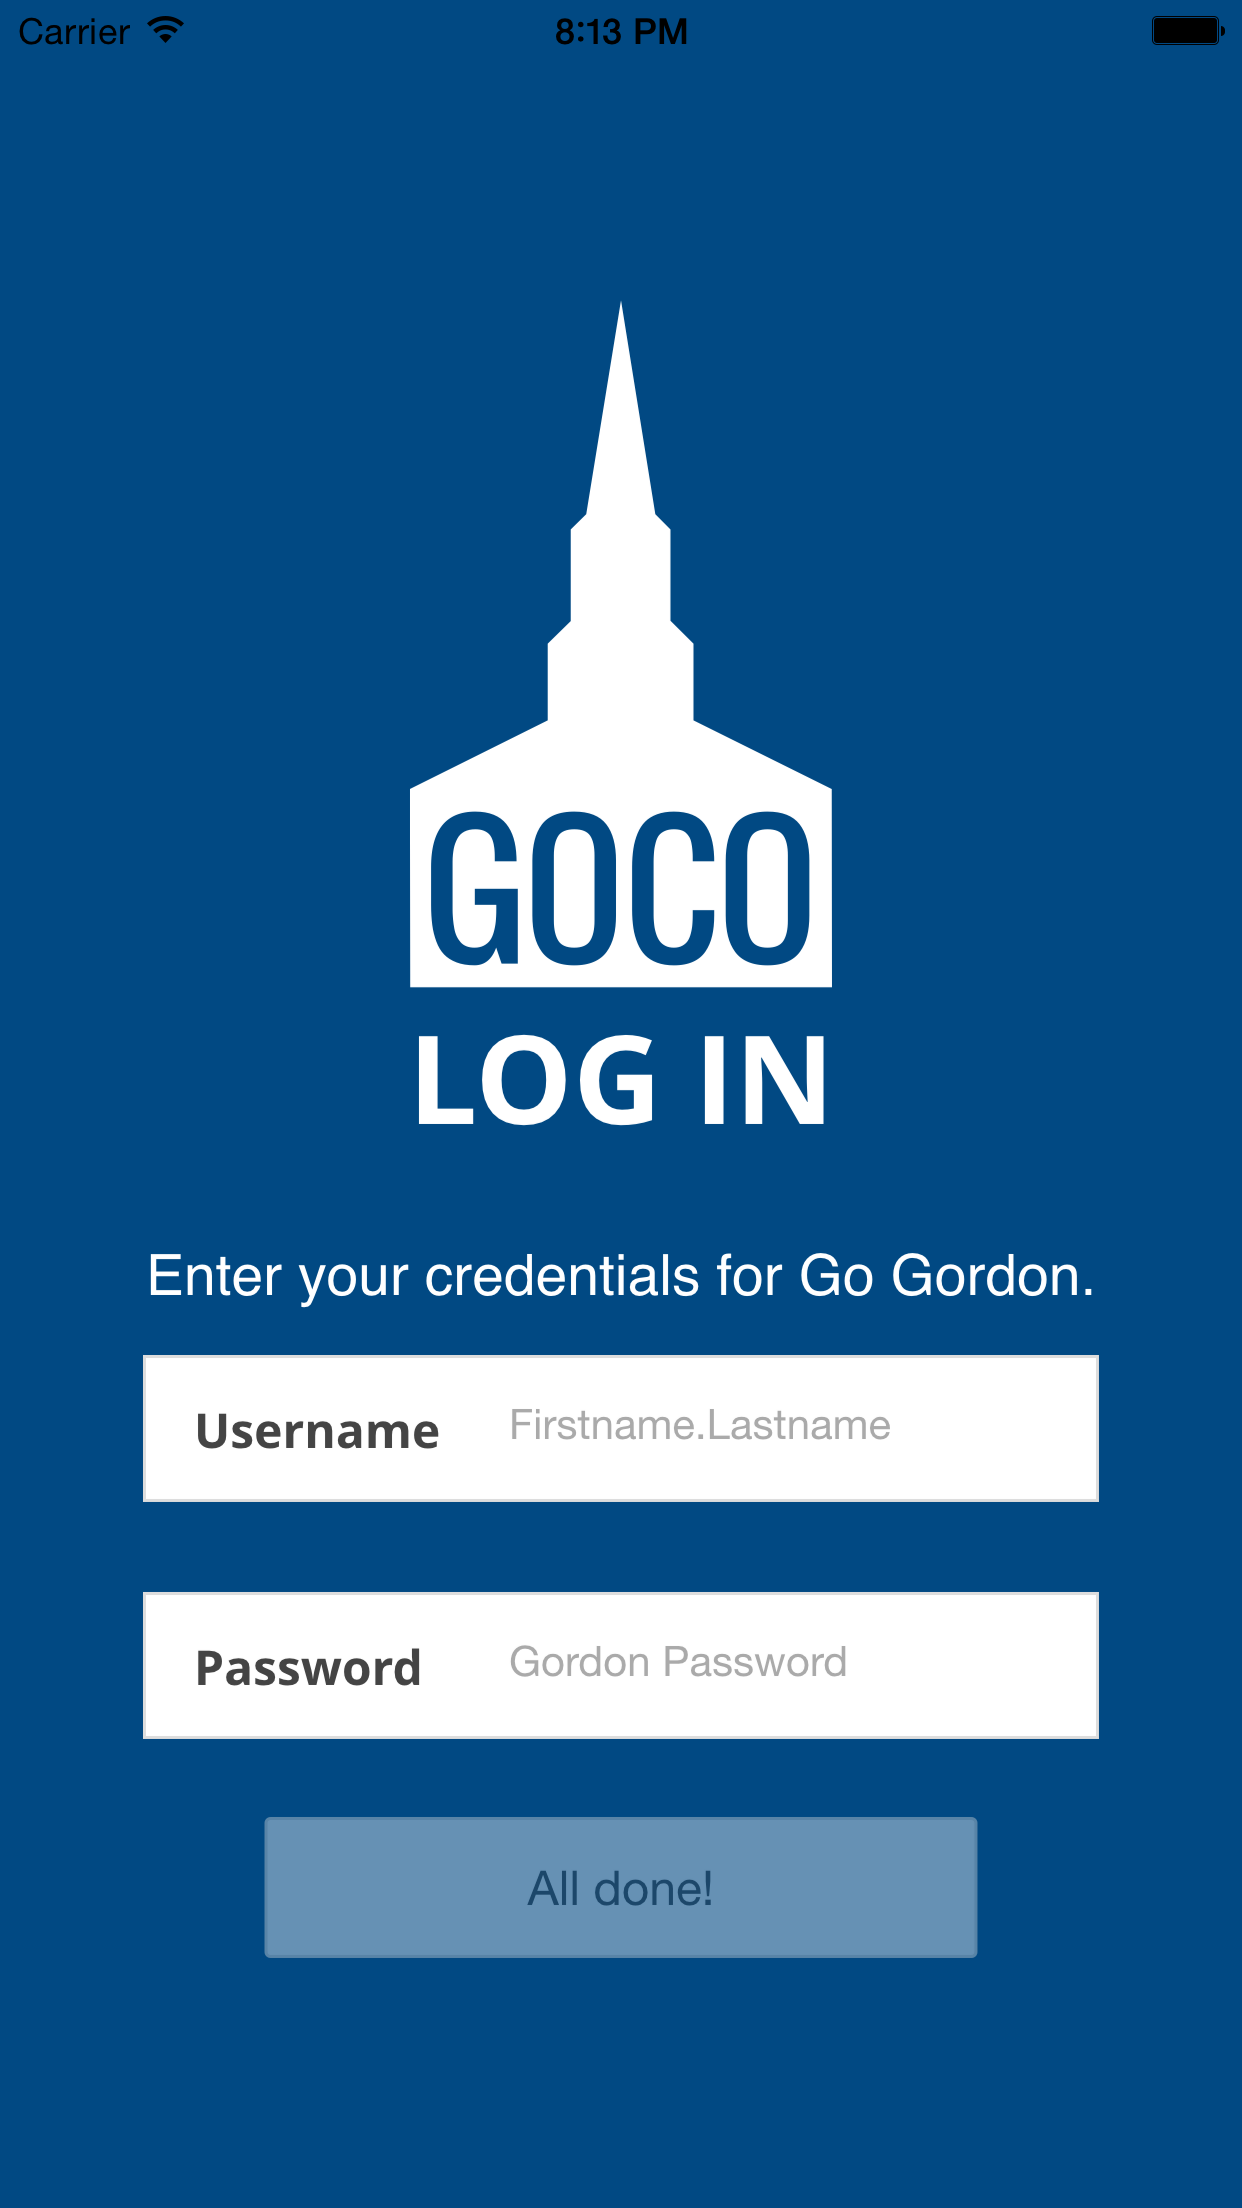 Carrier 8:13 PM
GOCO
LOG IN
Enter your credentials for Go Gordon.
Username Firstname.Lastname
Password Gordon Password
All done!